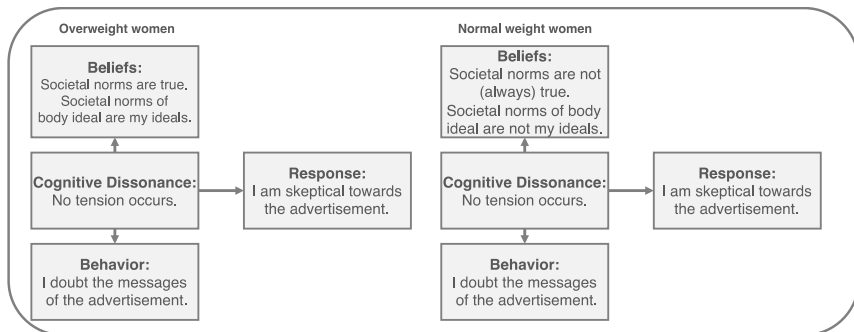 Overweight women
Beliefs:
Societal norms are true.
Societal norms of
body ideal are my ideals.
Cognitive Dissonance:
No tension occurs.
Response:
I am skeptical towards
the advertisement.
Behavior:
I doubt the messages
of the advertisement.
Normal weight women
Beliefs:
Societal norms are not
(always) true.
Societal norms of body
ideal are not my ideals.
Cognitive Dissonance:
No tension occurs.
Response:
I am skeptical towards
the advertisement.
Behavior:
I doubt the messages
of the advertisement.